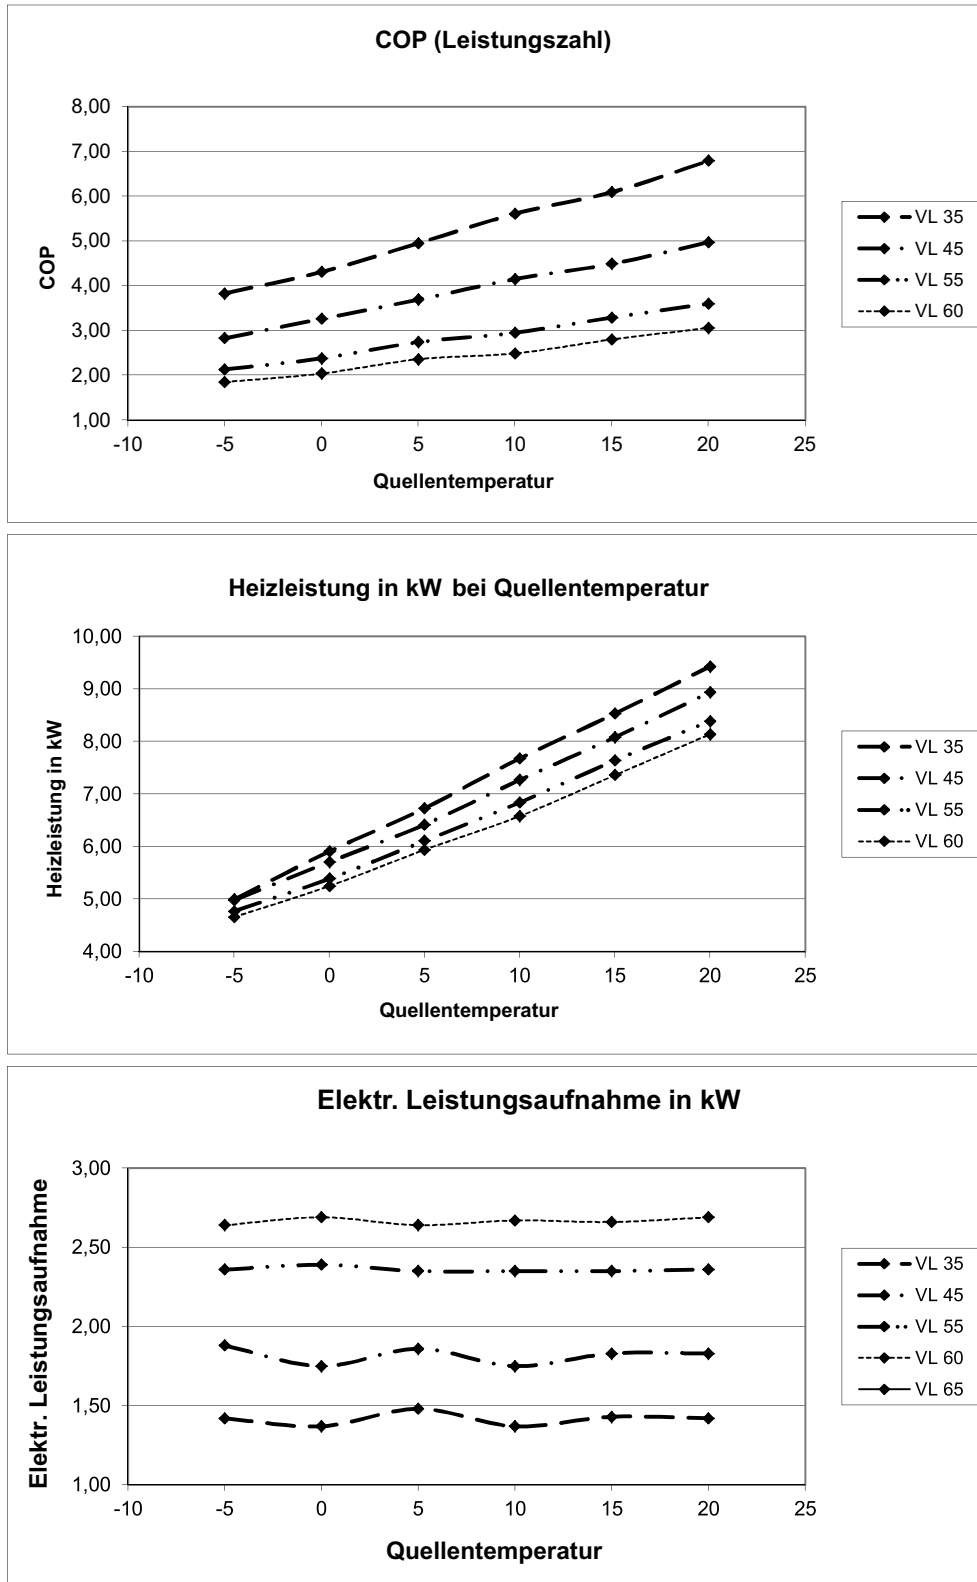 COP (Leistungszahl)
8,00
7,00
6,00
5,00
4,00
3,00
2,00
1,00
COP
-10 -5 0 5 10 15 20 25
Quellentemperatur
VL 35
VL 45
VL 55
VL 60
Heizleistung in kW bei Quellentemperatur
10,00
9,00
8,00
7,00
6,00
5,00
4,00
Heizleistung in kW
-10 -5 0 5 10 15 20 25
Quellentemperatur
VL 35
VL 45
VL 55
VL 60
Elektr. Leistungsaufnahme in kW
3,00
2,50
2,00
1,50
1,00
Elektr. Leistungsaufnahme
-10 -5 0 5 10 15 20 25
Quellentemperatur
VL 35
VL 45
VL 55
VL 60
VL 65